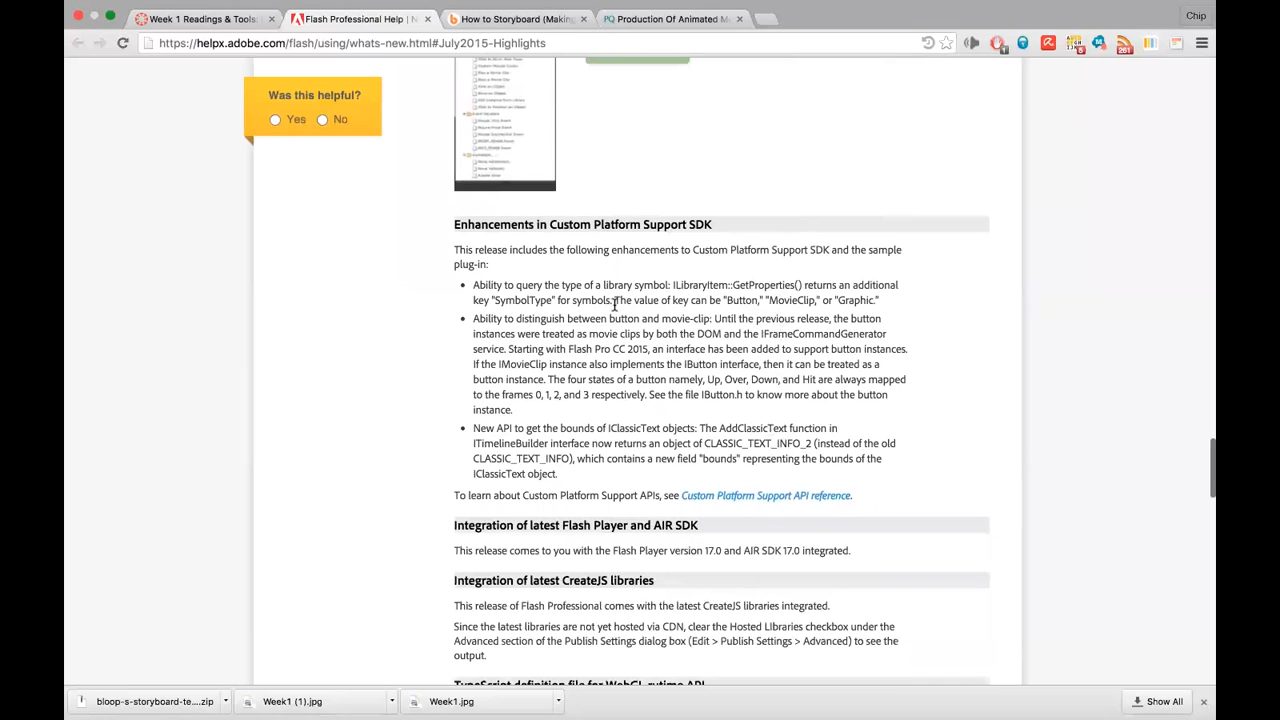 Week 1 Readings & Tools:
Flash Professional Help | N
How to Storyboard (Making
PQ Production Of Animated M
Chip
https://helpx.adobe.com/flash/using/whats-new.html#July2015-Highlights
261
Was this helpful?
Yes No
Enhancements in Custom Platform Support SDK
This release includes the following enhancements to Custom Platform Support SDK and the sample
plug-in:
• Ability to query the type of a library symbol: ILibraryItem::GetProperties() returns an additional
key "SymbolType" for symbols. The value of key can be "Button," "MovieClip," or "Graphic."
• Ability to distinguish between button and movie-clip: Until the previous release, the button
instances were treated as movie clips by both the DOM and the IFrameCommandGenerator
service. Starting with Flash Pro CC 2015, an interface has been added to support button instances.
If the IMovieClip instance also implements the IButton interface, then it can be treated as a
button instance. The four states of a button namely, Up, Over, Down, and Hit are always mapped
to the frames 0, 1, 2, and 3 respectively. See the file IButton.h to know more about the button
instance.
• New API to get the bounds of IClassicText objects: The AddClassicText function in
ITimelineBuilder interface now returns an object of CLASSIC_TEXT_INFO_2 (instead of the old
CLASSIC_TEXT_INFO), which contains a new field "bounds" representing the bounds of the
IClassicText object.
To learn about Custom Platform Support APIs, see Custom Platform Support API reference.
Integration of latest Flash Player and AIR SDK
This release comes to you with the Flash Player version 17.0 and AIR SDK 17.0 integrated.
Integration of latest CreateJS libraries
This release of Flash Professional comes with the latest CreateJS libraries integrated.
Since the latest libraries are not yet hosted via CDN, clear the Hosted LIbraries checkbox under the
Advanced section of the Publish Settings dialog box (Edit > Publish Settings > Advanced) to see the
output.
TypeScript definition file for WebGL rutime API
bloop-s-storyboard-te....zip
Week1 (1).jpg
Week1.jpg
Show All